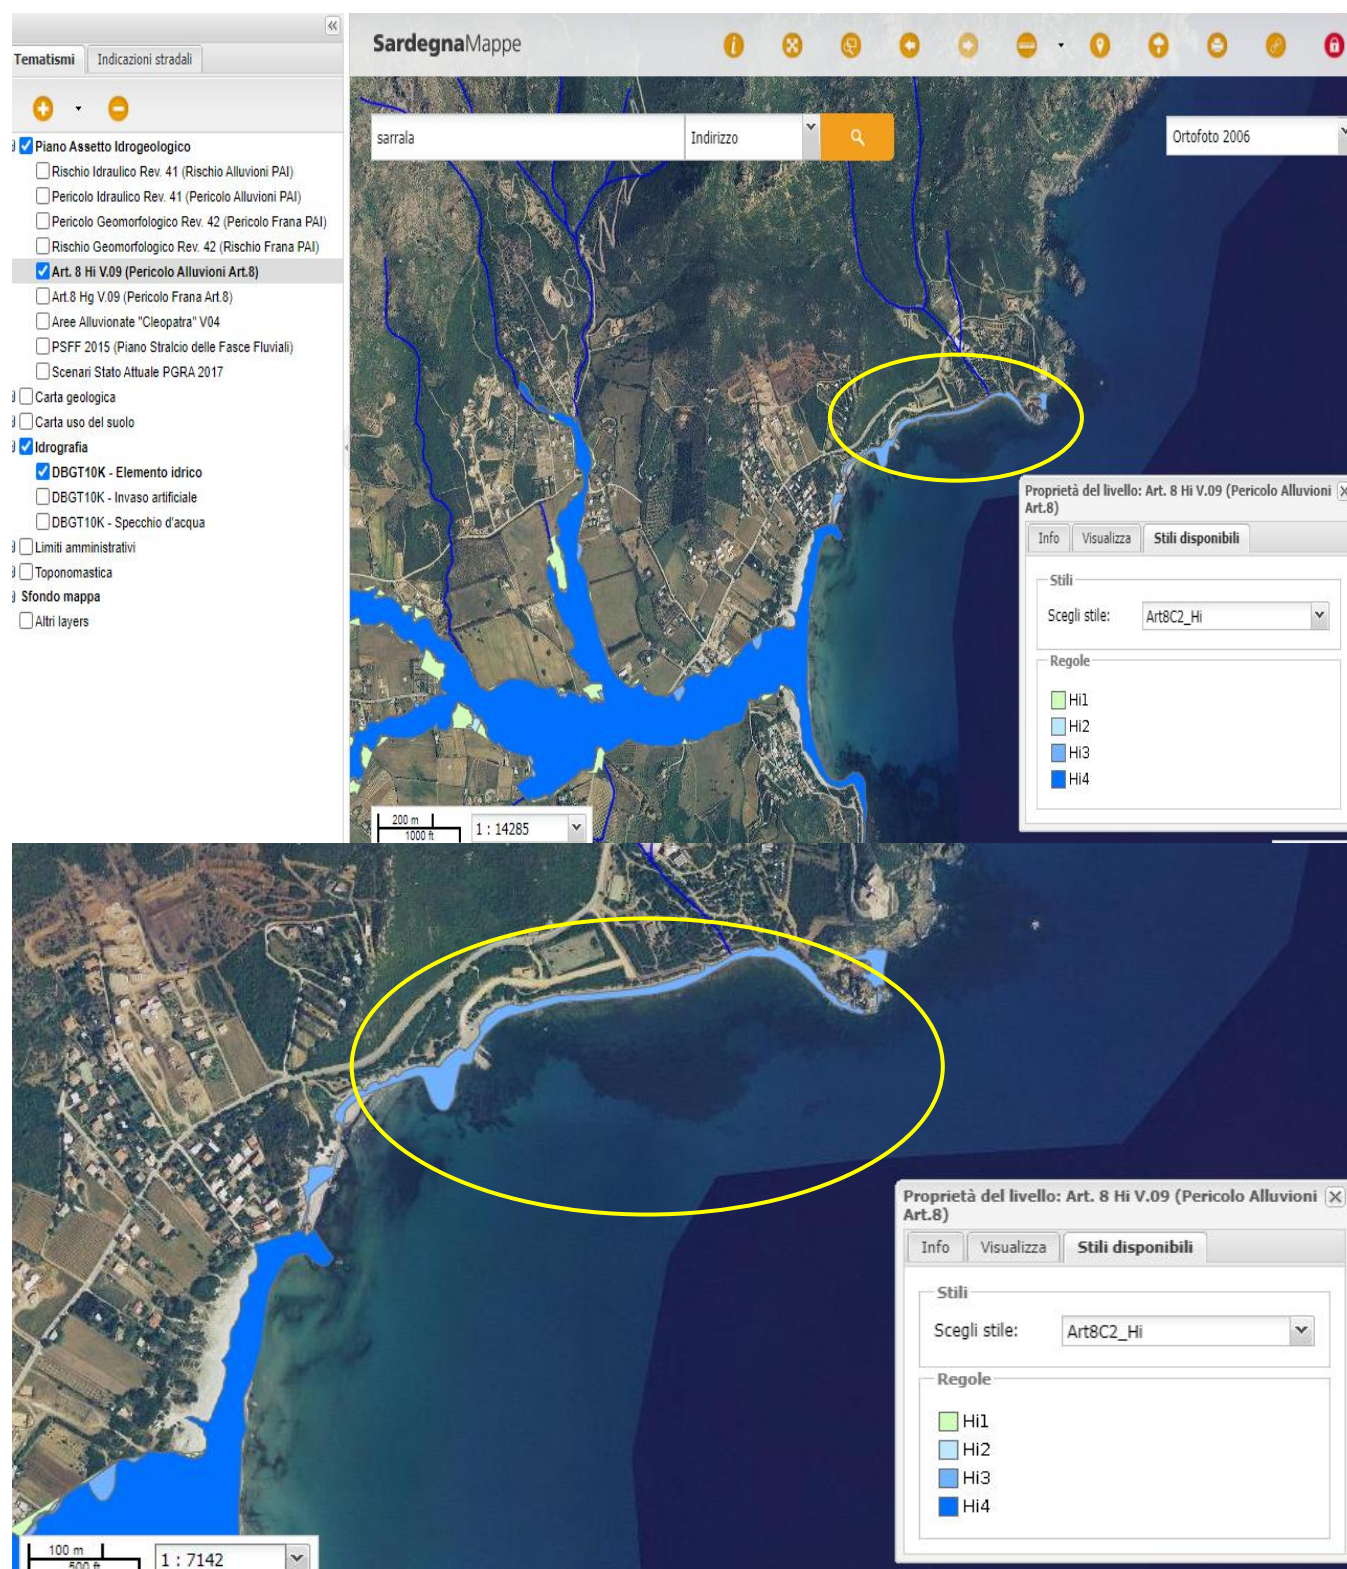 SardegnaMappe
Tematismi
Indicazioni stradali
sarrala
Indirizzo
Ortofoto 2006
Piano Assetto Idrogeologico
Rischio Idraulico Rev. 41 (Rischio Alluvioni PAI)
Pericolo Idraulico Rev. 41 (Pericolo Alluvioni PAI)
Pericolo Geomorfologico Rev. 42 (Pericolo Frana PAI)
Rischio Geomorfologico Rev. 42 (Rischio Frana PAI)
Art. 8 Hi V.09 (Pericolo Alluvioni Art.8)
Art.8 Hg V.09 (Pericolo Frana Art.8)
Aree Alluvionate "Cleopatra" V04
PSFF 2015 (Piano Stralcio delle Fasce Fluviali)
Scenari Stato Attuale PGRA 2017
Carta geologica
Carta uso del suolo
Idrografia
DBGT10K - Elemento idrico
DBGT10K - Invaso artificiale
DBGT10K - Specchio d'acqua
Limiti amministrativi
Toponomastica
Sfondo mappa
Altri layers
Proprietà del livello: Art. 8 Hi V.09 (Pericolo Alluvioni
Art.8)
Info
Visualizza
Stili disponibili
Stili
Scegli stile:
Art8C2_Hi
Regole
Hi1
Hi2
Hi3
Hi4
200 m
1000 ft
1 : 14285
Proprietà del livello: Art. 8 Hi V.09 (Pericolo Alluvioni
Art.8)
Info
Visualizza
Stili disponibili
Stili
Scegli stile:
Art8C2_Hi
Regole
Hi1
Hi2
Hi3
Hi4
100 m
500 ft
1 : 7142